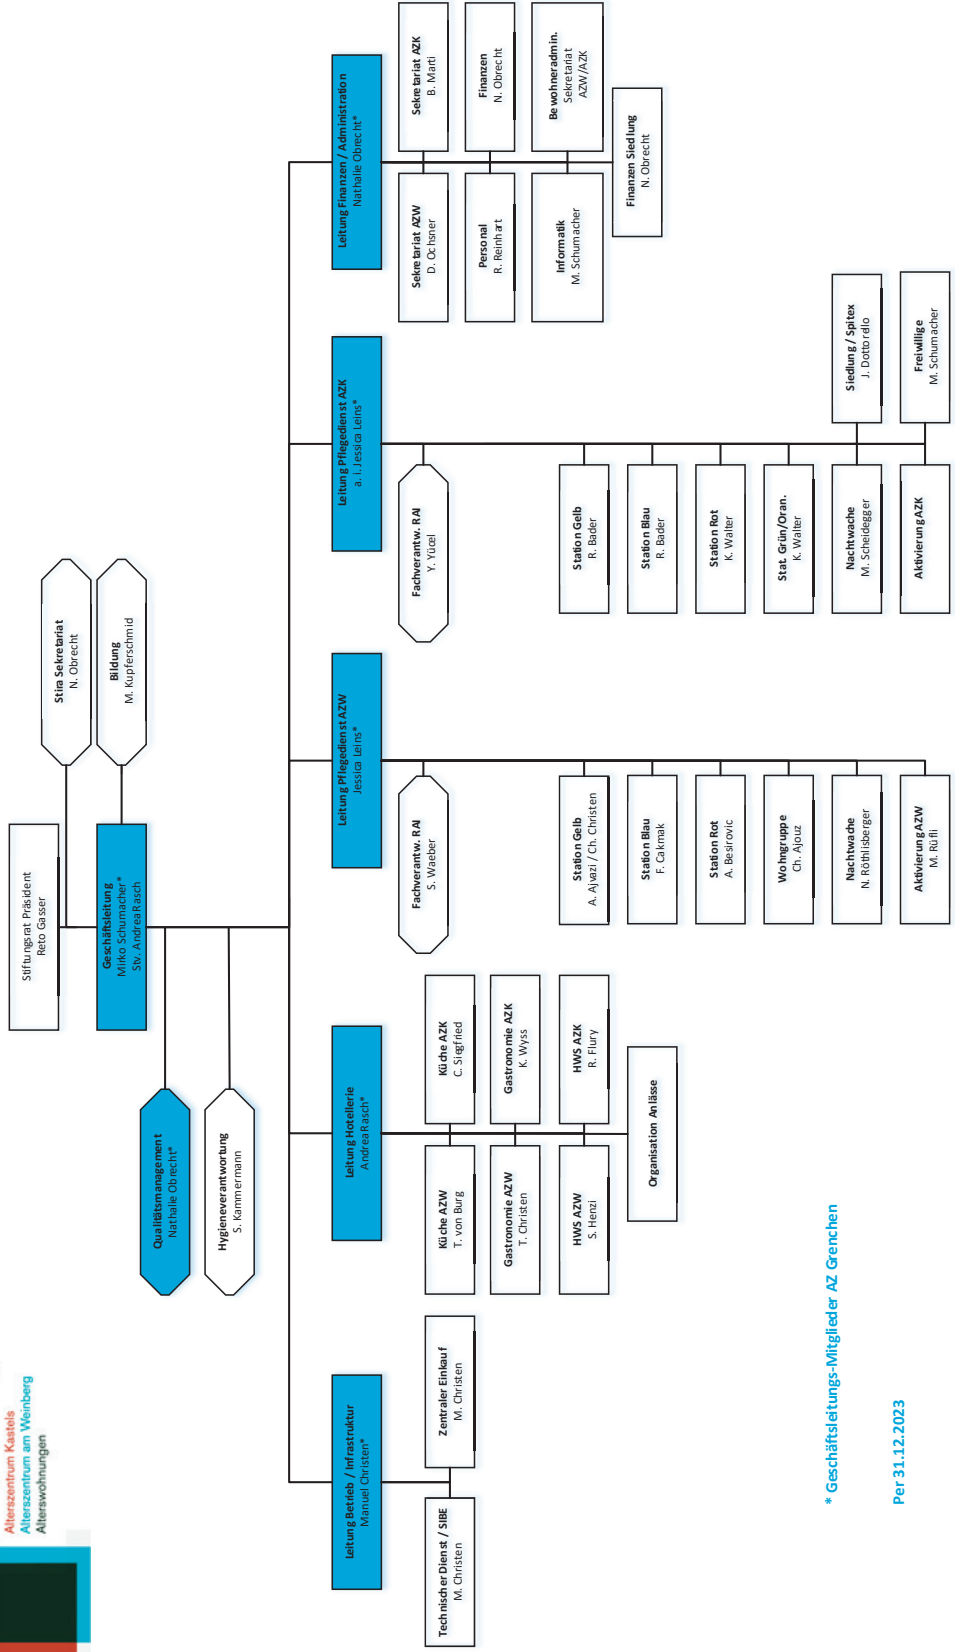 Alterszentrum Kastels
Alterszentrum am Weinberg
Alterswohnungen
Stiftungsrat Präsident
Reto Gasser
Stira Sekretariat
N. Obrecht
Geschäftsleitung
Mirko Schumacher*
Stv. Andrea Rasch
Bildung
M. Kupferschmid
Qualitätsmanagement
Nathalie Obrecht*
Hygieneverantwortung
S. Kammermann
Leitung Betrieb / Infrastruktur
Manuel Christen*
Technischer Dienst / SIBE
M. Christen
Zentraler Einkauf
M. Christen
Leitung Hotellerie
Andrea Rasch*
Küche AZW
T. von Burg
Küche AZK
C. Siegfried
Gastronomie AZW
T. Christen
Gastronomie AZK
K. Wyss
HWS AZW
S. Henzi
HWS AZK
R. Flury
Organisation Anlässe
Leitung Pflegedienst AZW
Jessica Leins*
Fachverantw. RAI
S. Waeber
Station Gelb
A. Ajvazi / Ch. Christen
Station Blau
F. Cakmak
Station Rot
A. Besirovic
Wohngruppe
Ch. Ajouz
Nachtwache
N. Röthlisberger
Aktivierung AZW
M. Rüfli
Leitung Pflegedienst AZK
a. i. Jessica Leins*
Fachverantw. RAI
Y. Yücel
Station Gelb
R. Bader
Station Blau
R. Bader
Station Rot
K. Walter
Stat. Grün/Oran.
K. Walter
Nachtwache
M. Scheidegger
Siedlung / Spitex
J. Dottorello
Aktivierung AZK
Freiwillige
M. Schumacher
Leitung Finanzen / Administration
Nathalie Obrecht*
Sekretariat AZW
D. Ochsner
Sekretariat AZK
B. Marti
Personal
R. Reinhart
Finanzen
N. Obrecht
Informatik
M. Schumacher
Bewohneradmin.
Sekretariat
AZW/AZK
Finanzen Siedlung
N. Obrecht
* Geschäftsleitungs-Mitglieder AZ Grenchen
Per 31.12.2023